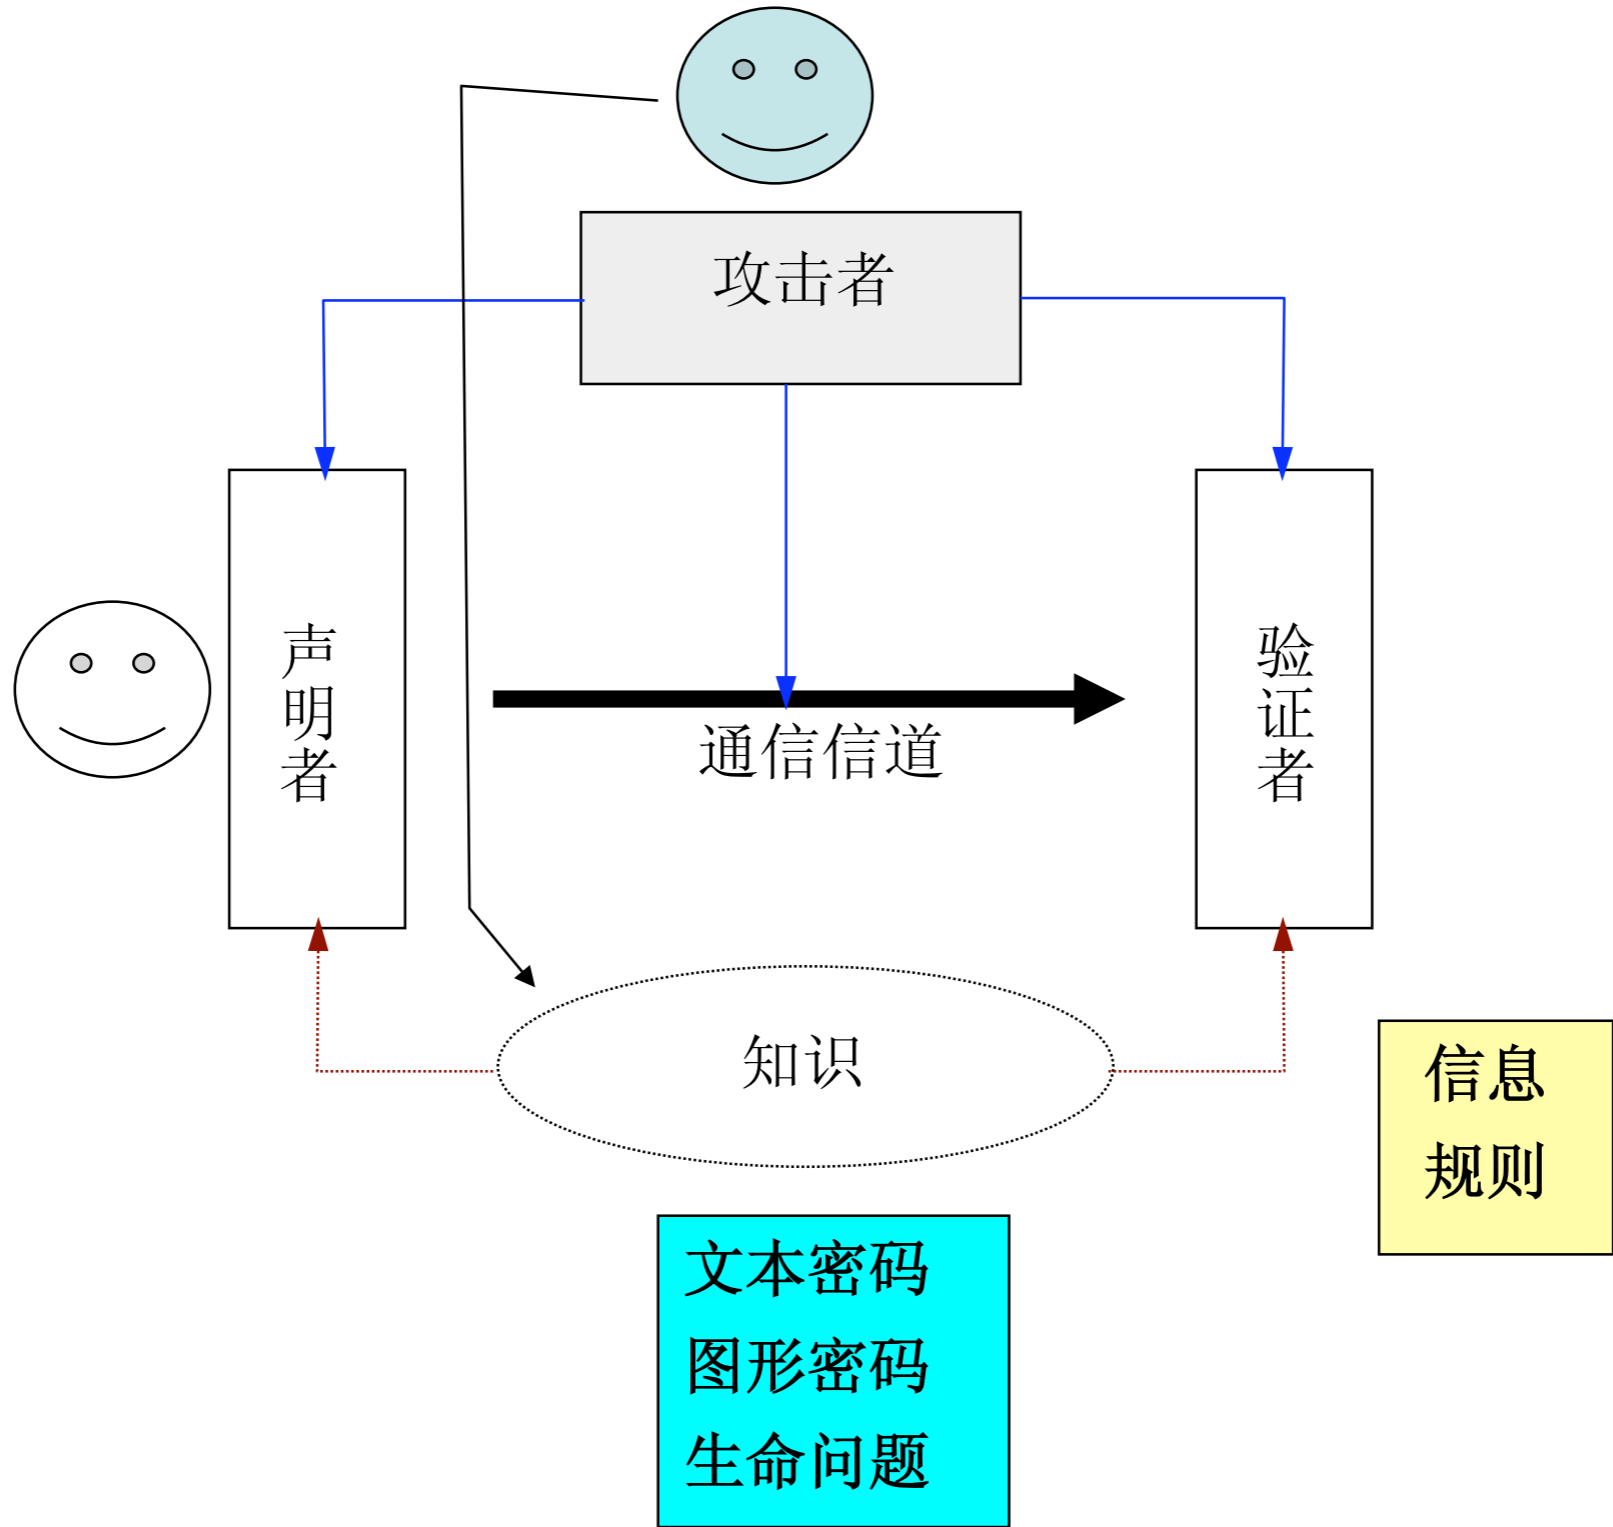 攻击者
声明者
验证者
通信信道
知识
信息
规则
文本密码
图形密码
生命问题